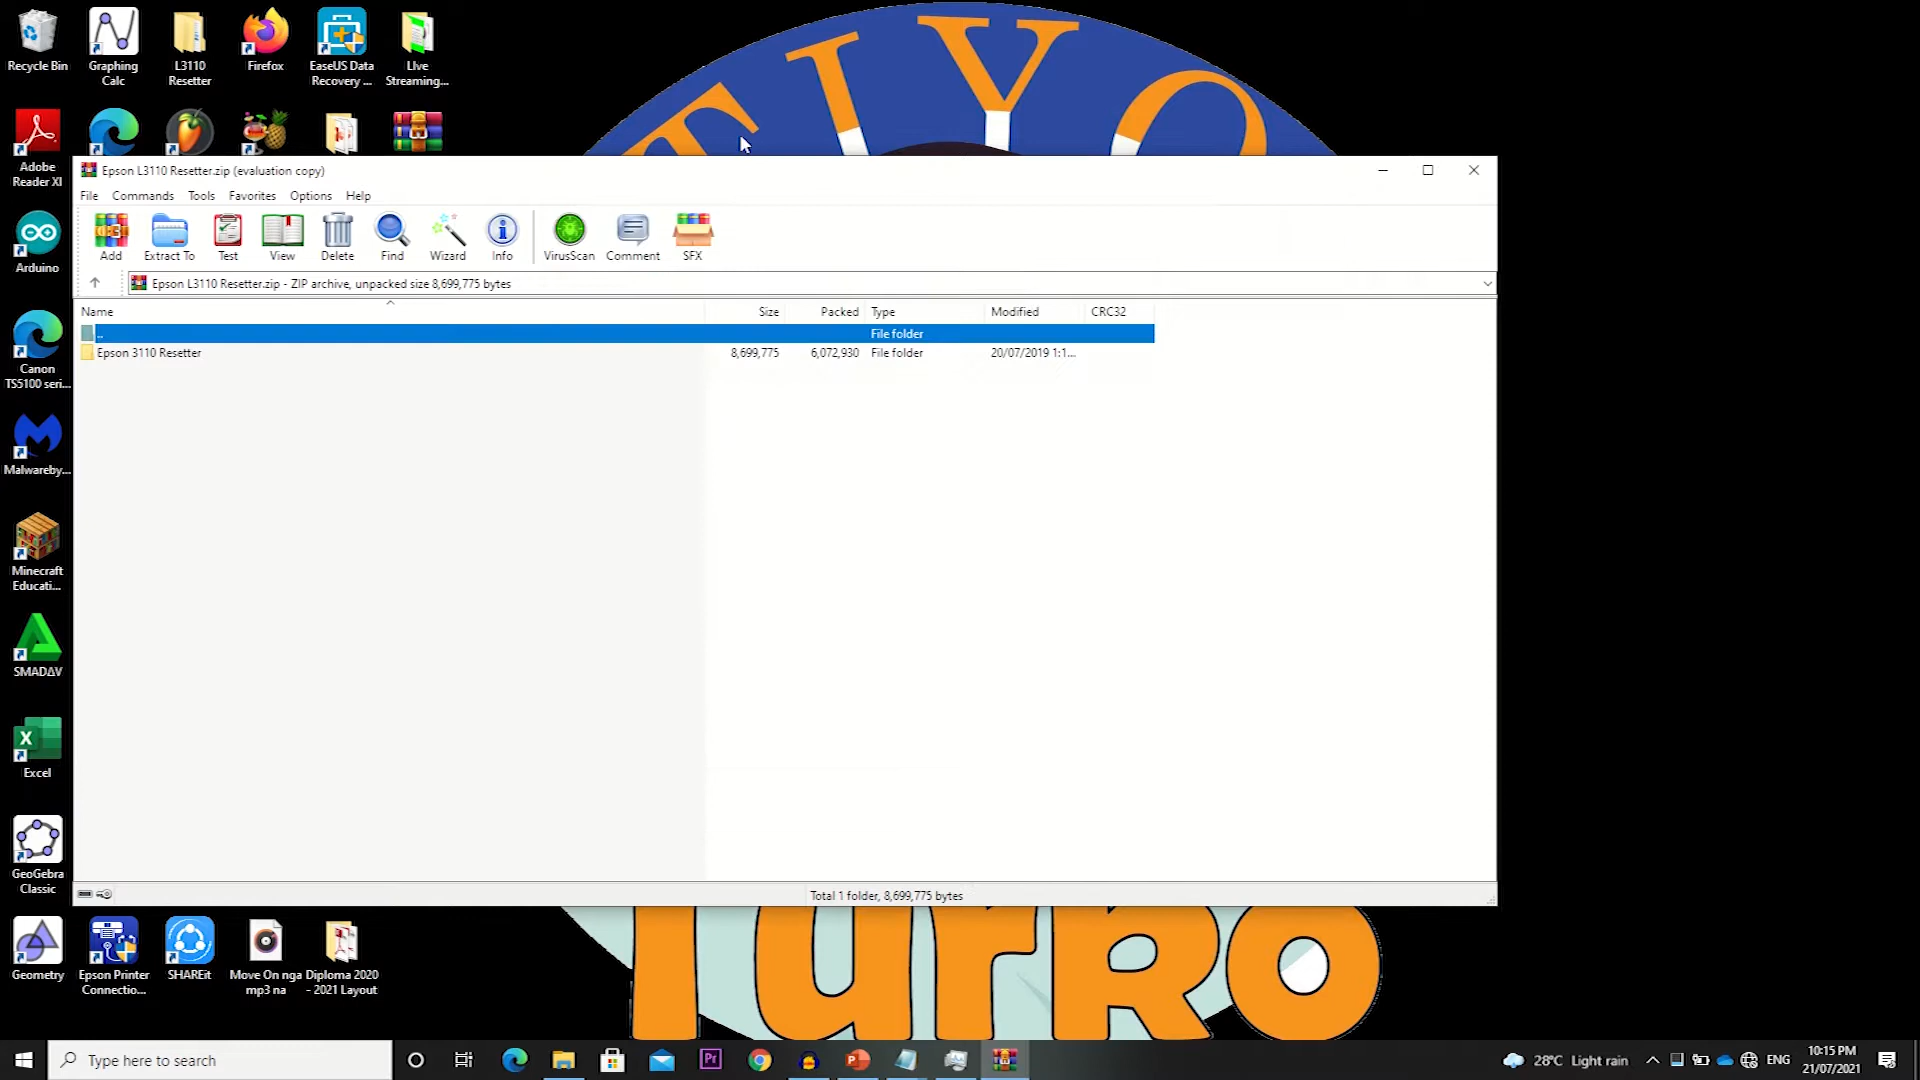 Recycle Bin
Graphing
Calc
L3110
Resetter
Firefox
EaseUS Data
Recovery ...
LIve
Streaming...
TIYO
Adobe
Reader XI
Arduino
Canon
TS5100 seri...
Malwareby...
Minecraft
Educati...
SMADAV
Excel
GeoGebra
Classic
Geometry
Epson Printer
Connectio...
SHAREit
Move On nga
mp3 na
Diploma 2020
- 2021 Layout
Epson L3110 Resetter.zip (evaluation copy)
File Commands Tools Favorites Options Help
Add Extract To Test View Delete Find Wizard Info VirusScan Comment SFX
Epson L3110 Resetter.zip - ZIP archive, unpacked size 8,699,775 bytes
Name Size Packed Type Modified CRC32
.. File folder
Epson 3110 Resetter 8,699,775 6,072,930 File folder 20/07/2019 1:1...
Total 1 folder, 8,699,775 bytes
TuRRO
Type here to search
Pr
28°C Light rain
ENG
10:15 PM
21/07/2021